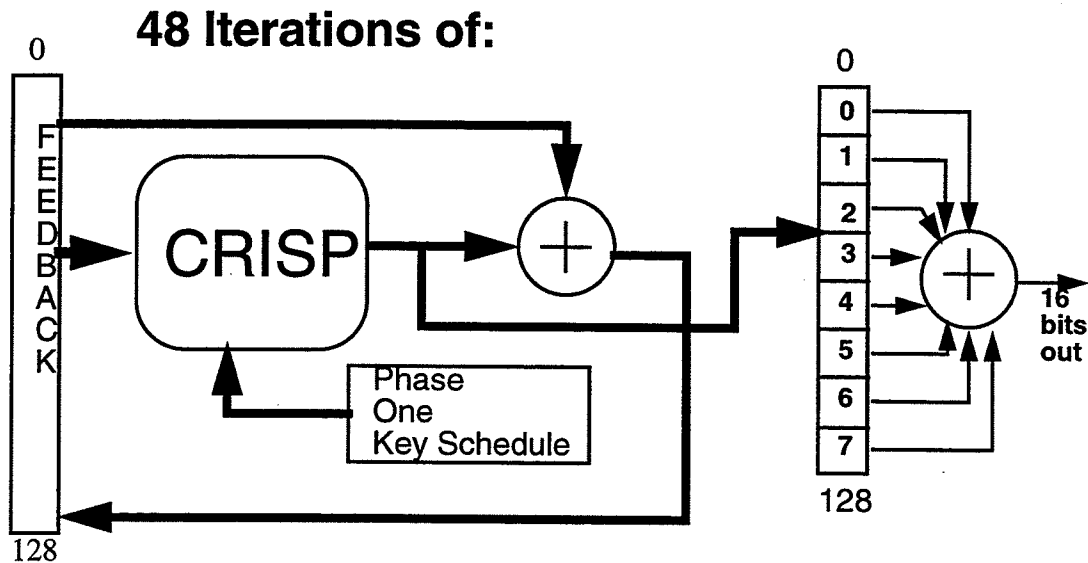 48 Iterations of:
0
FEEDBACK
128
CRISP
Phase
One
Key Schedule
0
0
1
2
3
4
5
6
7
128
16
bits
out